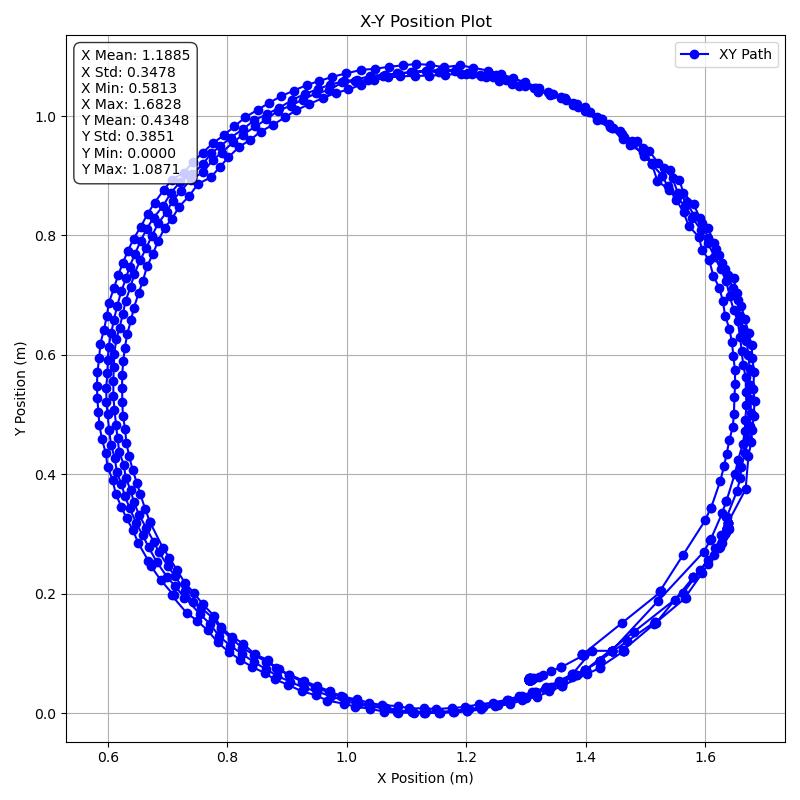 X-Y Position Plot
X Mean: 1.1885
X Std: 0.3478
X Min: 0.5813
X Max: 1.6828
Y Mean: 0.4348
Y Std: 0.3851
Y Min: 0.0000
Y Max: 1.0871
XY Path
Y Position (m)
1.0
0.8
0.6
0.4
0.2
0.0
0.6 0.8 1.0 1.2 1.4 1.6
X Position (m)